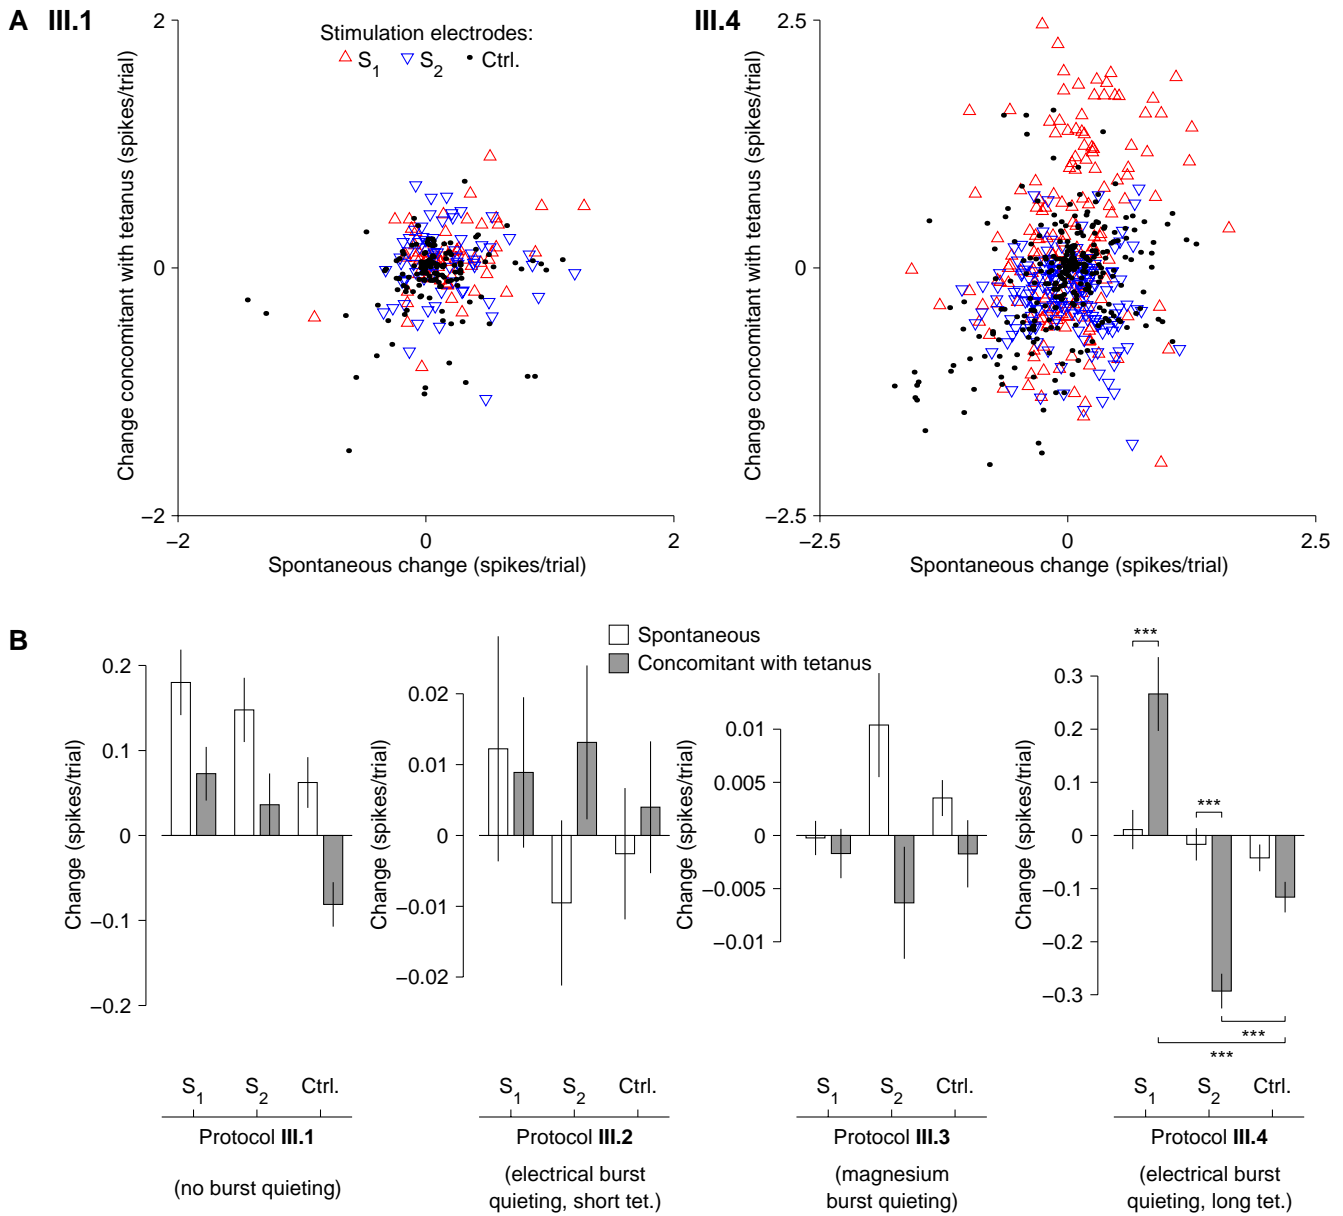 A III.1
2
0
−2
−2
0
2
Change concomitant with tetanus (spikes/trial)
Spontaneous change (spikes/trial)
Stimulation electrodes:
S1 S2 Ctrl.
III.4
2.5
0
−2.5
−2.5
0
2.5
Change concomitant with tetanus (spikes/trial)
Spontaneous change (spikes/trial)
B
Spontaneous
Concomitant with tetanus
Change (spikes/trial)
0.2
0.1
0
−0.1
−0.2
S1 S2 Ctrl.
Protocol III.1
(no burst quieting)
Change (spikes/trial)
0.02
0.01
0
−0.01
−0.02
S1 S2 Ctrl.
Protocol III.2
(electrical burst
quieting, short tet.)
Change (spikes/trial)
0.01
0.005
0
−0.005
−0.01
S1 S2 Ctrl.
Protocol III.3
(magnesium
burst quieting)
Change (spikes/trial)
0.3
0.2
0.1
0
−0.1
−0.2
−0.3
***
***
***
***
S1 S2 Ctrl.
Protocol III.4
(electrical burst
quieting, long tet.)